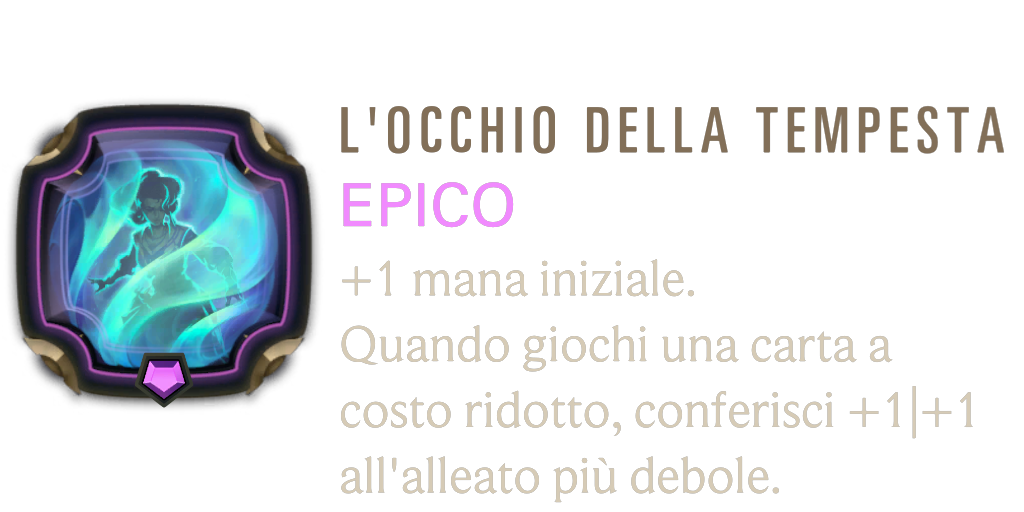 L'OCCHIO DELLA TEMPESTA
EPICO
+1 mana iniziale.
Quando giochi una carta a
costo ridotto, conferisci +1|+1
all'alleato più debole.